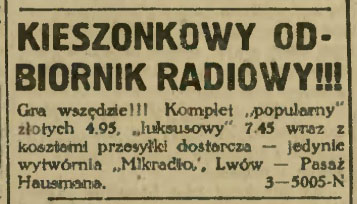 KIESZONKOWY OD-
BIORNIK RADIOWY!!!
Gra wszędzie!!! Komplet „popularny"
złotych 4.95, „luksusowy" 7.45 wraz z
kosztami przesyłki dostarcza — jedynie
wytwórnia „Mikradjo„ Lwów — Pasaż
Hausmana. 3—5005-N